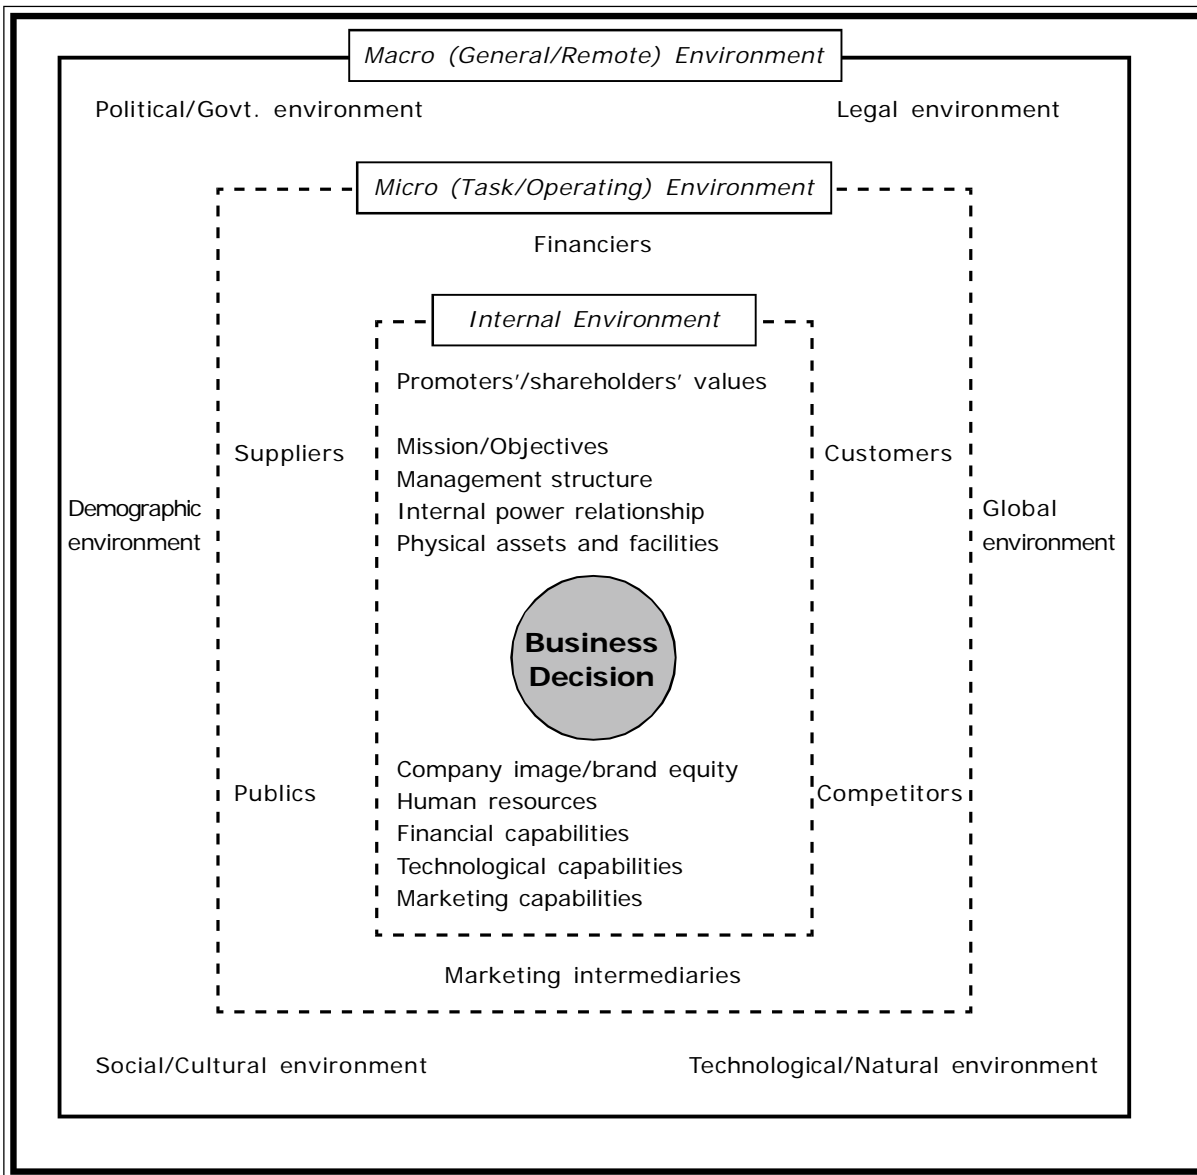 Macro (General/Remote) Environment
Political/Govt. environment
Legal environment
Micro (Task/Operating) Environment
Financiers
Internal Environment
Promoters'/shareholders' values
Suppliers
Mission/Objectives
Customers
Management structure
Demographic
environment
Internal power relationship
Global
environment
Physical assets and facilities
Business
Decision
Company image/brand equity
Publics
Human resources
Competitors
Financial capabilities
Technological capabilities
Marketing capabilities
Marketing intermediaries
Social/Cultural environment
Technological/Natural environment